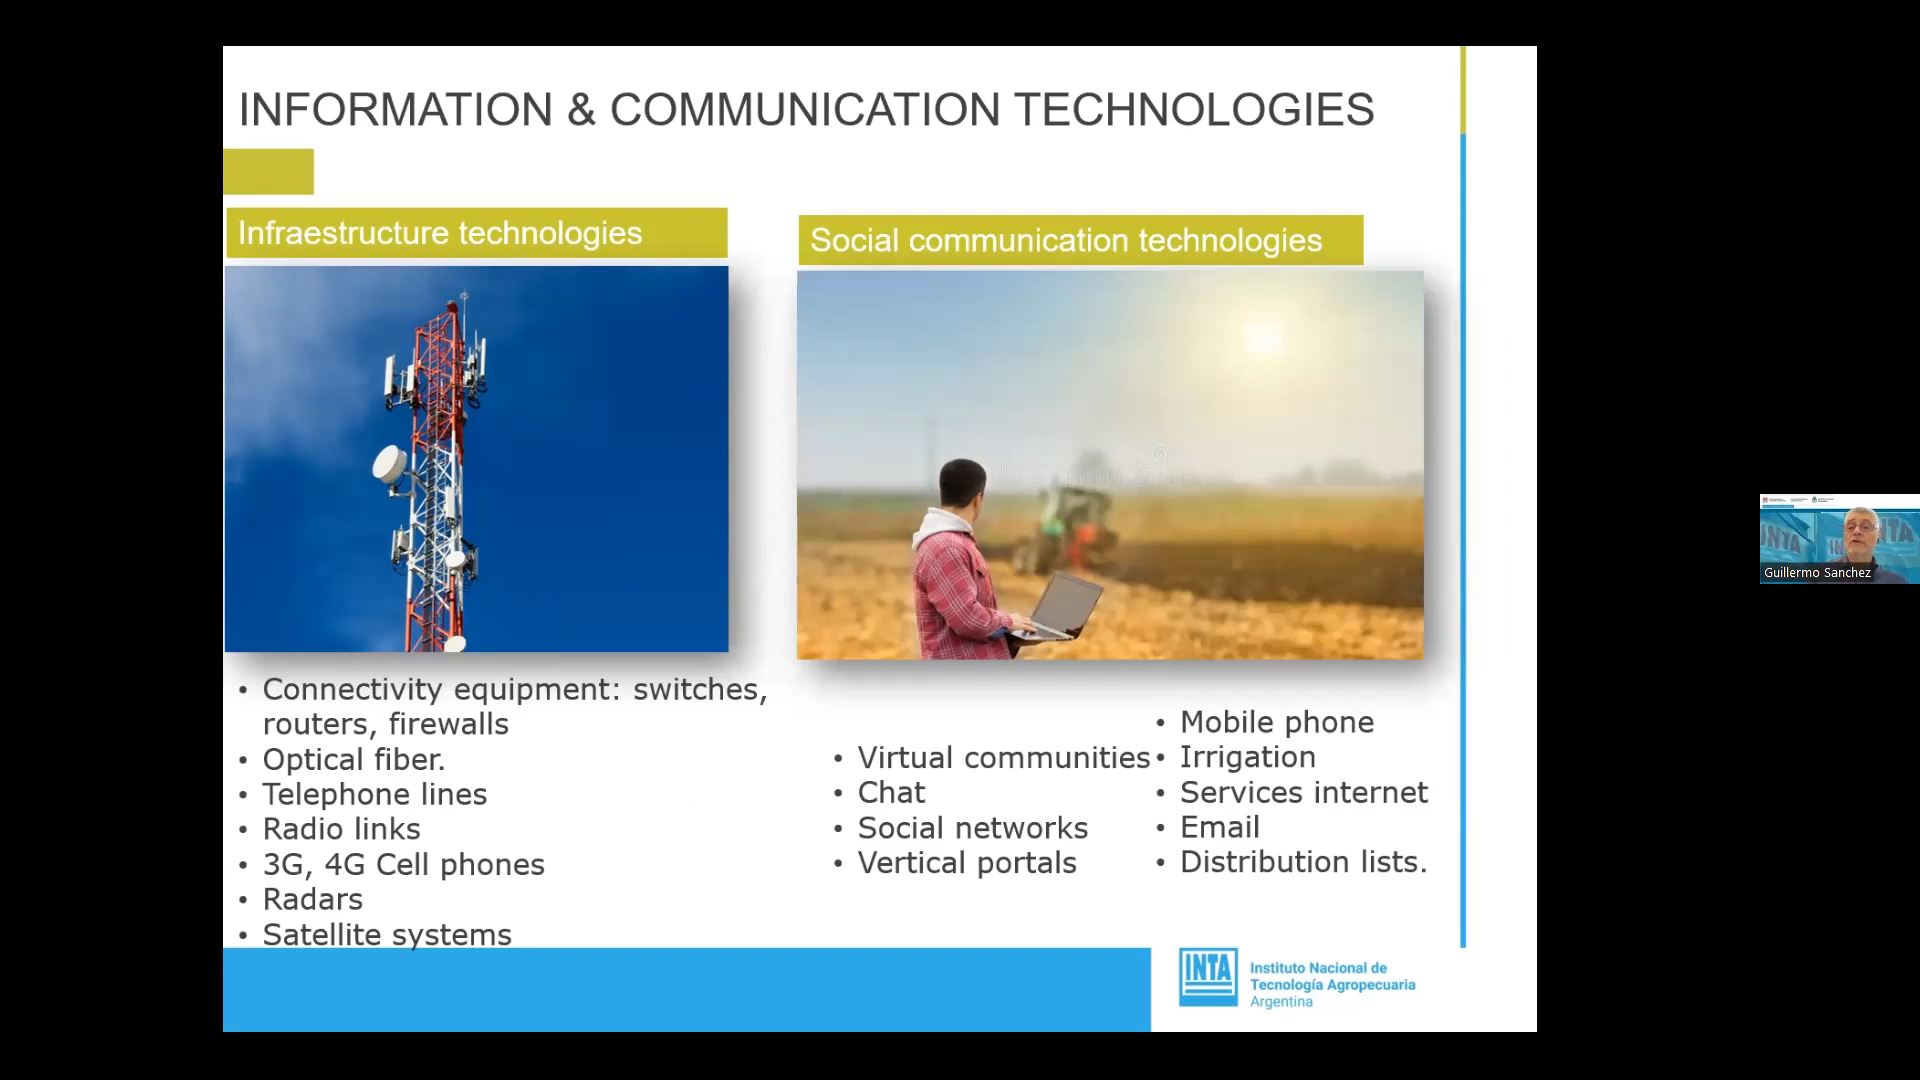 INFORMATION & COMMUNICATION TECHNOLOGIES
Infraestructure technologies
Social communication technologies
• Connectivity equipment: switches,
routers, firewalls
• Optical fiber.
• Telephone lines
• Radio links
• 3G, 4G Cell phones
• Radars
• Satellite systems
• Virtual communities
• Chat
• Social networks
• Vertical portals
• Mobile phone
• Irrigation
• Services internet
• Email
• Distribution lists.
INTA
Instituto Nacional de
Tecnología Agropecuaria
Argentina
INTA
Guillermo Sanchez